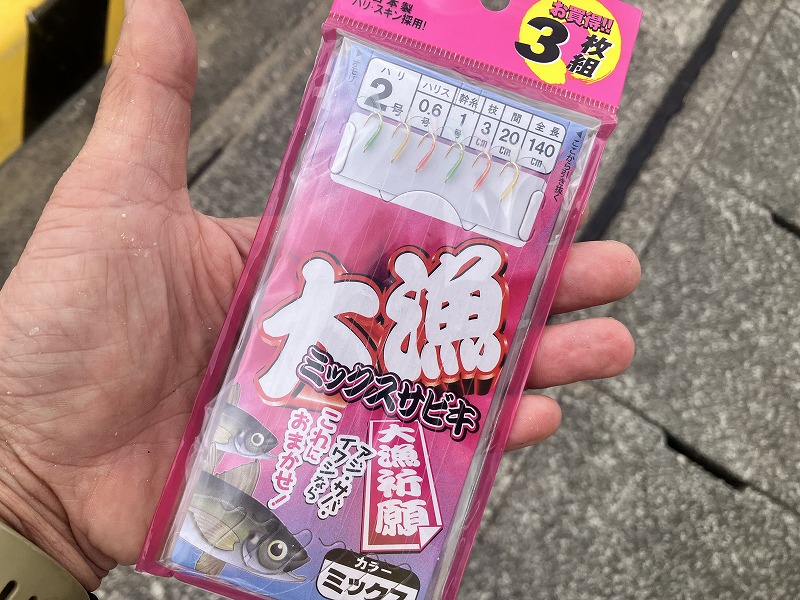 日本製
ハリ・スキン採用!
お買得!!
3枚組
ハリ
2号
ハリス
0.6号
幹糸
1号
枝
3cm
間
20cm
全長
140cm
◀ここから引き抜く
大漁
ミックスサビキ
アジ・サバ・
イワシなら
これに
おまかせ!
大漁祈願
カラー
ミックス